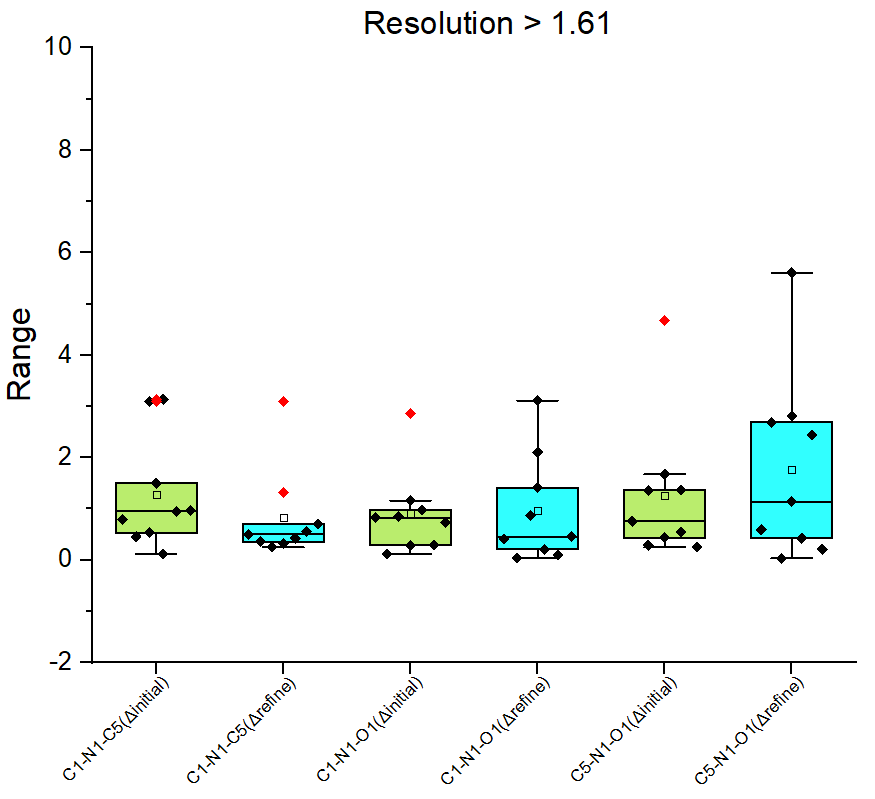 Resolution > 1.61
10
8
6
4
2
0
-2
Range
C1-N1-C5(Δinitial)
C1-N1-C5(Δrefine)
C1-N1-O1(Δinitial)
C1-N1-O1(Δrefine)
C5-N1-O1(Δinitial)
C5-N1-O1(Δrefine)